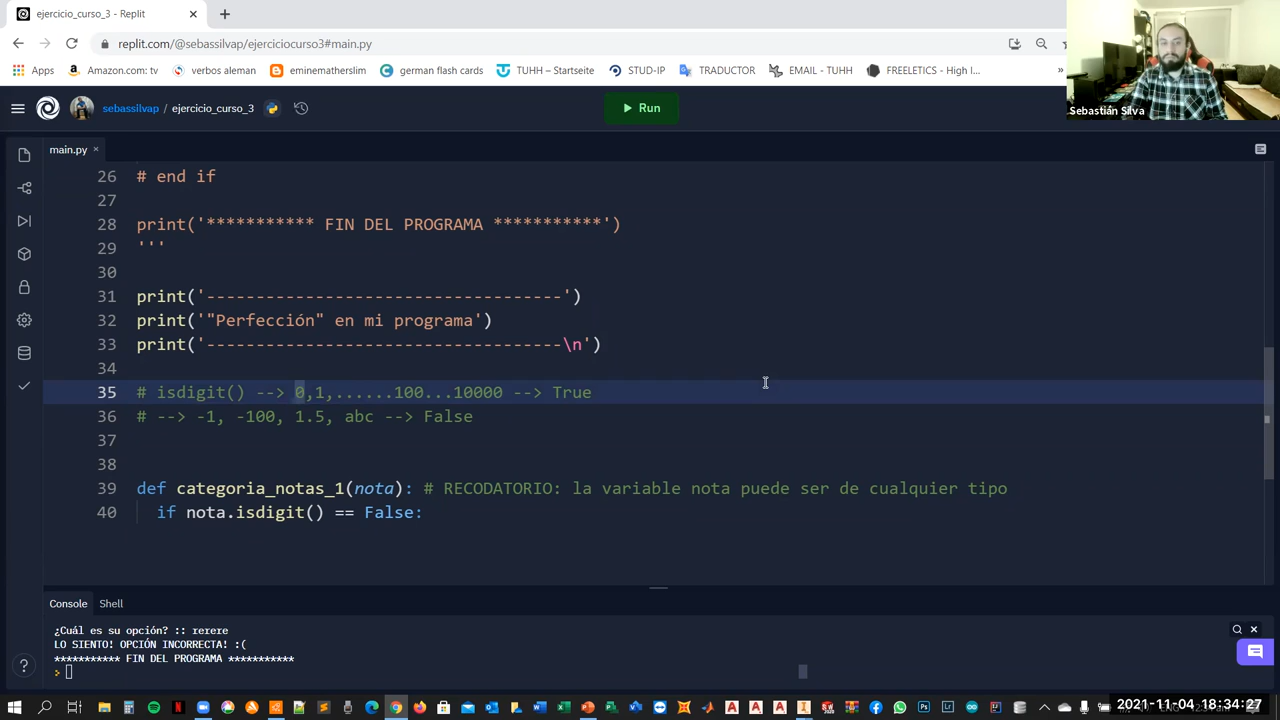 ejercicio_curso_3 - Replit
replit.com/@sebassilvap/ejerciciocurso3#main.py
Apps
Amazon.com: tv
verbos aleman
eminematherslim
german flash cards
TUHH – Startseite
STUD-IP
TRADUCTOR
EMAIL - TUHH
FREELETICS - High I...
»
Sebastián Silva
sebassilvap / ejercicio_curso_3
Run
main.py
26 # end if
27
28 print('*********** FIN DEL PROGRAMA ***********')
29 '''
30
31 print('------------------------------------')
32 print('"Perfección" en mi programa')
33 print('------------------------------------\n')
34
35 # isdigit() --> 0,1,......100...10000 --> True
36 # --> -1, -100, 1.5, abc --> False
37
38
39 def categoria_notas_1(nota): # RECODATORIO: la variable nota puede ser de cualquier tipo
40 if nota.isdigit() == False:
Console
Shell
¿Cuál es su opción? :: rerere
LO SIENTO! OPCIÓN INCORRECTA! :(
*********** FIN DEL PROGRAMA ***********
>
2021-11-04 18:34:27